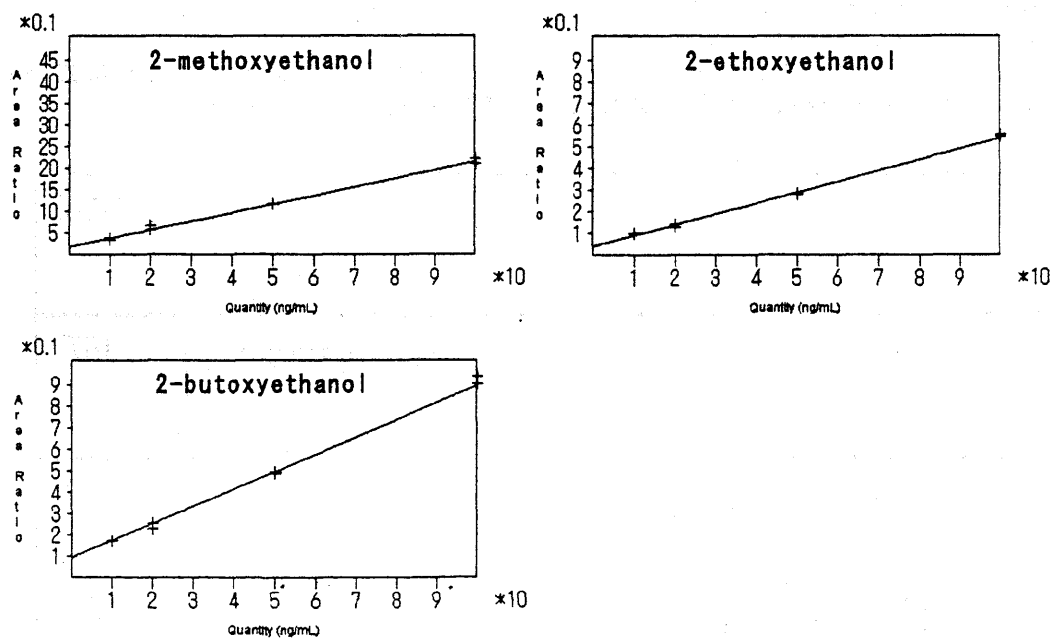 *0.1
2-methoxyethanol
45
40
35
30
25
20
15
10
5
Area Ratio
1 2 3 4 5 6 7 8 9 *10
Quantity (ng/mL)
*0.1
2-ethoxyethanol
9
8
7
6
5
4
3
2
1
Area Ratio
1 2 3 4 5 6 7 8 9 *10
Quantity (ng/mL)
*0.1
2-butoxyethanol
9
8
7
6
5
4
3
2
1
Area Ratio
1 2 3 4 5 6 7 8 9 *10
Quantity (ng/mL)